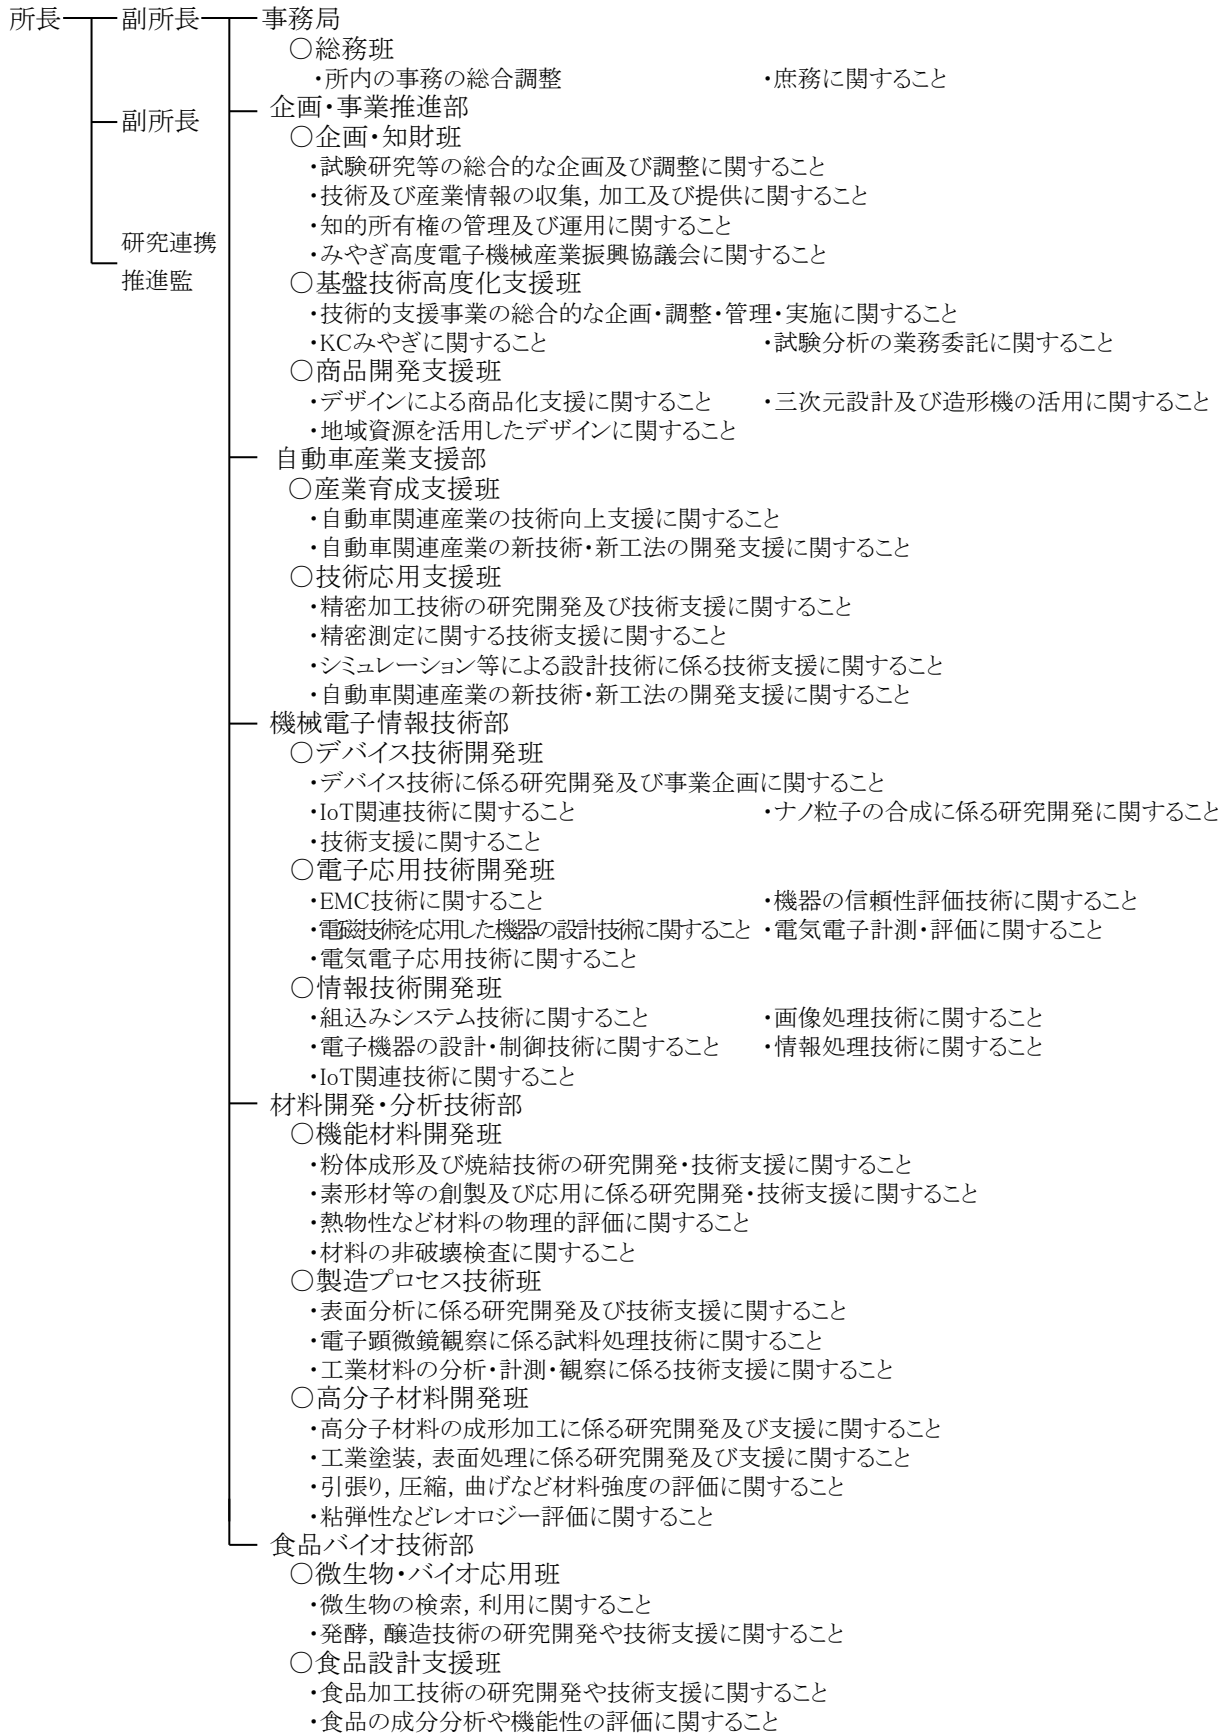 所長 副所長 事務局
○総務班
・所内の事務の総合調整 ・庶務に関すること
企画・事業推進部
副所長
○企画・知財班
・試験研究等の総合的な企画及び調整に関すること
・技術及び産業情報の収集, 加工及び提供に関すること
・知的所有権の管理及び運用に関すること
研究連携
推進監
・みやぎ高度電子機械産業振興協議会に関すること
○基盤技術高度化支援班
・技術的支援事業の総合的な企画・調整・管理・実施に関すること
・KCみやぎに関すること ・試験分析の業務委託に関すること
○商品開発支援班
・デザインによる商品化支援に関すること ・三次元設計及び造形機の活用に関すること
・地域資源を活用したデザインに関すること
自動車産業支援部
○産業育成支援班
・自動車関連産業の技術向上支援に関すること
・自動車関連産業の新技術・新工法の開発支援に関すること
○技術応用支援班
・精密加工技術の研究開発及び技術支援に関すること
・精密測定に関する技術支援に関すること
・シミュレーション等による設計技術に係る技術支援に関すること
・自動車関連産業の新技術・新工法の開発支援に関すること
機械電子情報技術部
○デバイス技術開発班
・デバイス技術に係る研究開発及び事業企画に関すること
・IoT関連技術に関すること ・ナノ粒子の合成に係る研究開発に関すること
・技術支援に関すること
○電子応用技術開発班
・EMC技術に関すること ・機器の信頼性評価技術に関すること
・電磁技術を応用した機器の設計技術に関すること ・電気電子計測・評価に関すること
・電気電子応用技術に関すること
○情報技術開発班
・組込みシステム技術に関すること ・画像処理技術に関すること
・電子機器の設計・制御技術に関すること ・情報処理技術に関すること
・IoT関連技術に関すること
材料開発・分析技術部
○機能材料開発班
・粉体成形及び焼結技術の研究開発・技術支援に関すること
・素形材等の創製及び応用に係る研究開発・技術支援に関すること
・熱物性など材料の物理的評価に関すること
・材料の非破壊検査に関すること
○製造プロセス技術班
・表面分析に係る研究開発及び技術支援に関すること
・電子顕微鏡観察に係る試料処理技術に関すること
・工業材料の分析・計測・観察に係る技術支援に関すること
○高分子材料開発班
・高分子材料の成形加工に係る研究開発及び支援に関すること
・工業塗装, 表面処理に係る研究開発及び支援に関すること
・引張り, 圧縮, 曲げなど材料強度の評価に関すること
・粘弾性などレオロジー評価に関すること
食品バイオ技術部
○微生物・バイオ応用班
・微生物の検索, 利用に関すること
・発酵, 醸造技術の研究開発や技術支援に関すること
○食品設計支援班
・食品加工技術の研究開発や技術支援に関すること
・食品の成分分析や機能性の評価に関すること